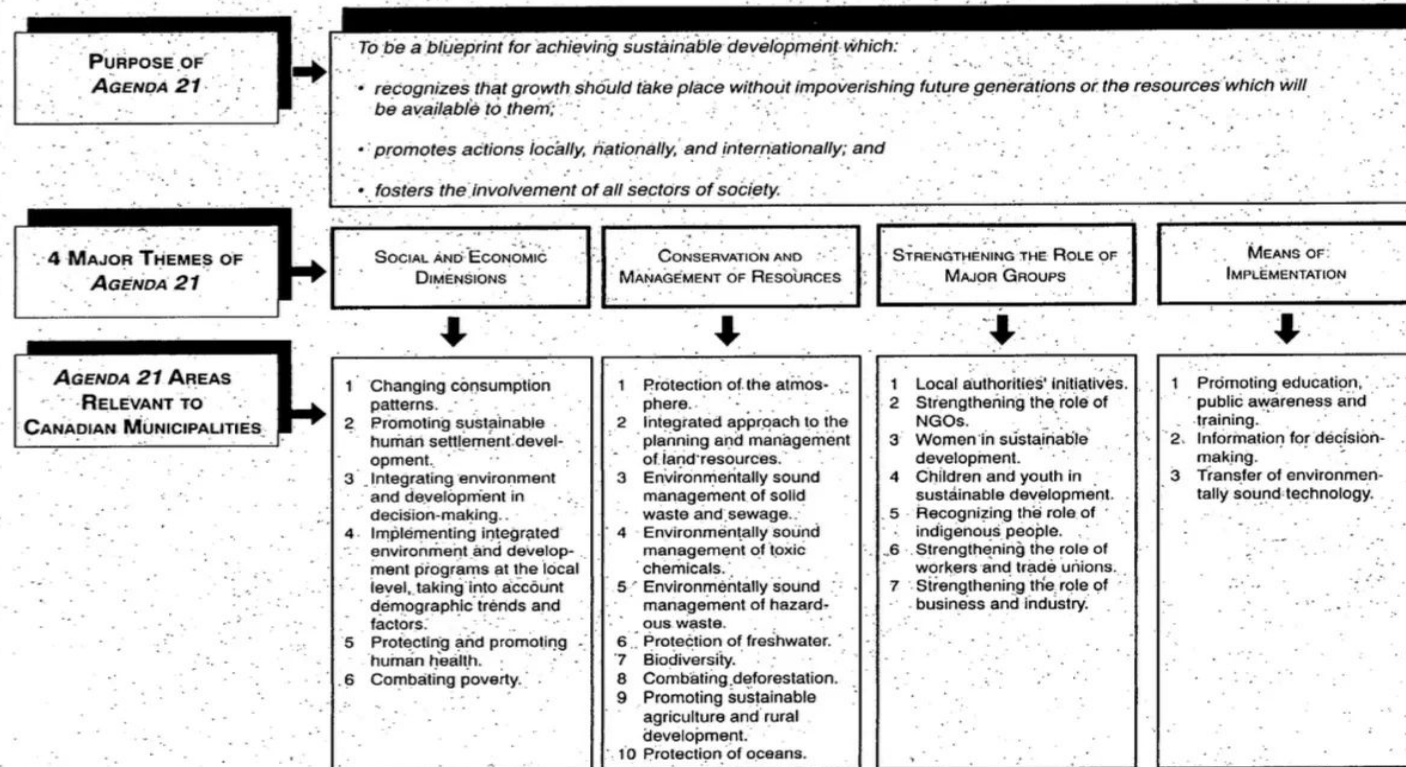 PURPOSE OF
AGENDA 21
To be a blueprint for achieving sustainable development which:
• recognizes that growth should take place without impoverishing future generations or the resources which will
be available to them;
• promotes actions locally, nationally, and internationally; and
• fosters the involvement of all sectors of society.
4 MAJOR THEMES OF
AGENDA 21
SOCIAL AND ECONOMIC
DIMENSIONS
CONSERVATION AND
MANAGEMENT OF RESOURCES
STRENGTHENING THE ROLE OF
MAJOR GROUPS
MEANS OF
IMPLEMENTATION
AGENDA 21 AREAS
RELEVANT TO
CANADIAN MUNICIPALITIES
1 Changing consumption
patterns.
2 Promoting sustainable
human settlement devel-
opment.
3 Integrating environment
and development in
decision-making.
4 Implementing integrated
environment and develop-
ment programs at the local
level, taking into account
demographic trends and
factors.
5 Protecting and promoting
human health.
6 Combating poverty.
1 Protection of the atmos-
phere.
2 Integrated approach to the
planning and management
of land resources.
3 Environmentally sound
management of solid
waste and sewage.
4 Environmentally sound
management of toxic
chemicals.
5 Environmentally sound
management of hazard-
ous waste.
6 Protection of freshwater.
7 Biodiversity.
8 Combating deforestation.
9 Promoting sustainable
agriculture and rural
development.
10 Protection of oceans.
1 Local authorities' initiatives.
2 Strengthening the role of
NGOs.
3 Women in sustainable
development.
4 Children and youth in
sustainable development.
5 Recognizing the role of
indigenous people.
6 Strengthening the role of
workers and trade unions.
7 Strengthening the role of
business and industry.
1 Promoting education,
public awareness and
training.
2. Information for decision-
making.
3 Transfer of environmen-
tally sound technology.